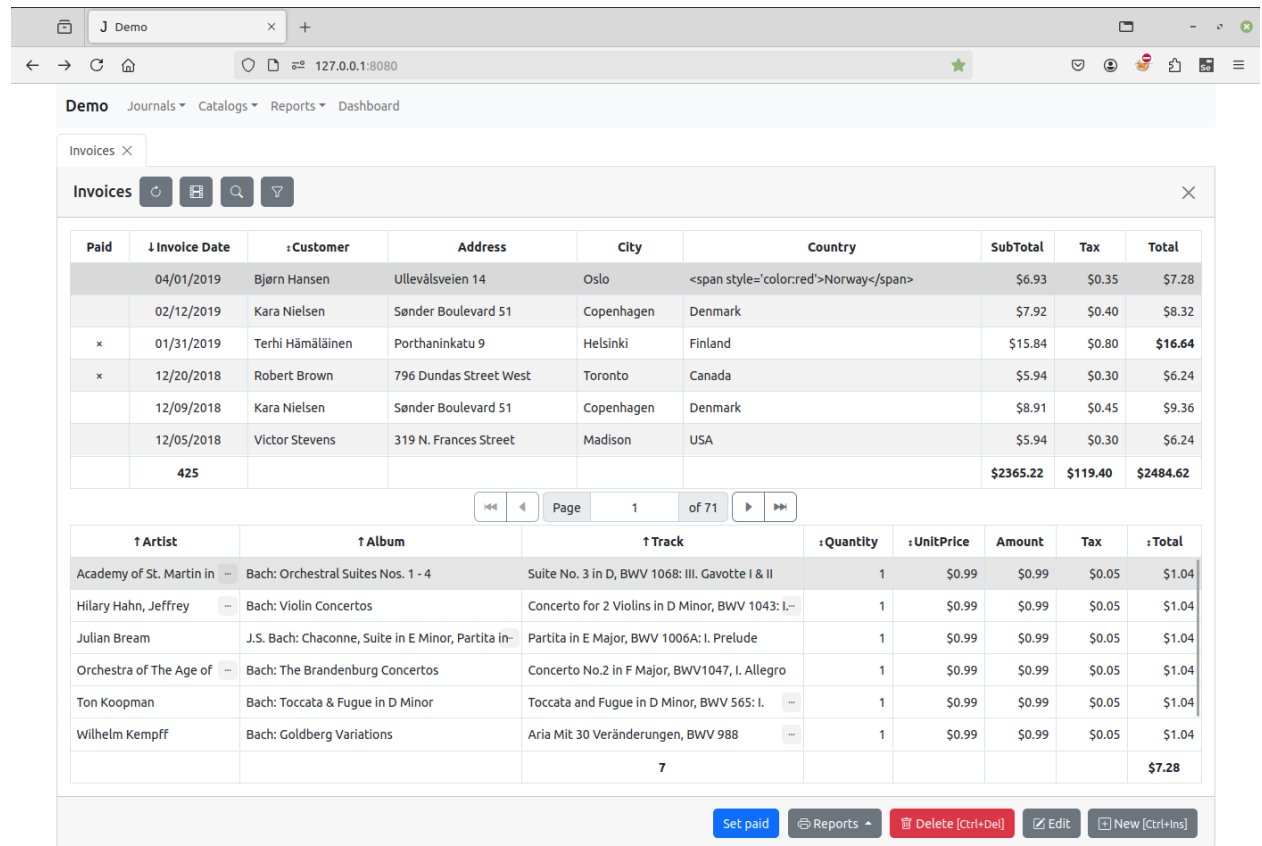 J Demo
127.0.0.1:8080
Demo Journals Catalogs Reports Dashboard
Invoices
Invoices
Paid ↓Invoice Date ↕Customer Address City Country SubTotal Tax Total
04/01/2019 Bjørn Hansen Ullevålsveien 14 Oslo <span style='color:red'>Norway</span> $6.93 $0.35 $7.28
02/12/2019 Kara Nielsen Sønder Boulevard 51 Copenhagen Denmark $7.92 $0.40 $8.32
× 01/31/2019 Terhi Hämäläinen Porthaninkatu 9 Helsinki Finland $15.84 $0.80 $16.64
× 12/20/2018 Robert Brown 796 Dundas Street West Toronto Canada $5.94 $0.30 $6.24
12/09/2018 Kara Nielsen Sønder Boulevard 51 Copenhagen Denmark $8.91 $0.45 $9.36
12/05/2018 Victor Stevens 319 N. Frances Street Madison USA $5.94 $0.30 $6.24
425 $2365.22 $119.40 $2484.62
Page 1 of 71
↑Artist ↑Album ↑Track ↕Quantity ↕UnitPrice Amount Tax ↕Total
Academy of St. Martin in ... Bach: Orchestral Suites Nos. 1 - 4 Suite No. 3 in D, BWV 1068: III. Gavotte I & II 1 $0.99 $0.99 $0.05 $1.04
Hilary Hahn, Jeffrey ... Bach: Violin Concertos Concerto for 2 Violins in D Minor, BWV 1043: I. ... 1 $0.99 $0.99 $0.05 $1.04
Julian Bream J.S. Bach: Chaconne, Suite in E Minor, Partita in ... Partita in E Major, BWV 1006A: I. Prelude 1 $0.99 $0.99 $0.05 $1.04
Orchestra of The Age of ... Bach: The Brandenburg Concertos Concerto No.2 in F Major, BWV1047, I. Allegro 1 $0.99 $0.99 $0.05 $1.04
Ton Koopman Bach: Toccata & Fugue in D Minor Toccata and Fugue in D Minor, BWV 565: I. ... 1 $0.99 $0.99 $0.05 $1.04
Wilhelm Kempff Bach: Goldberg Variations Aria Mit 30 Veränderungen, BWV 988 ... 1 $0.99 $0.99 $0.05 $1.04
7 $7.28
Set paid Reports Delete [Ctrl+Del] Edit New [Ctrl+Ins]